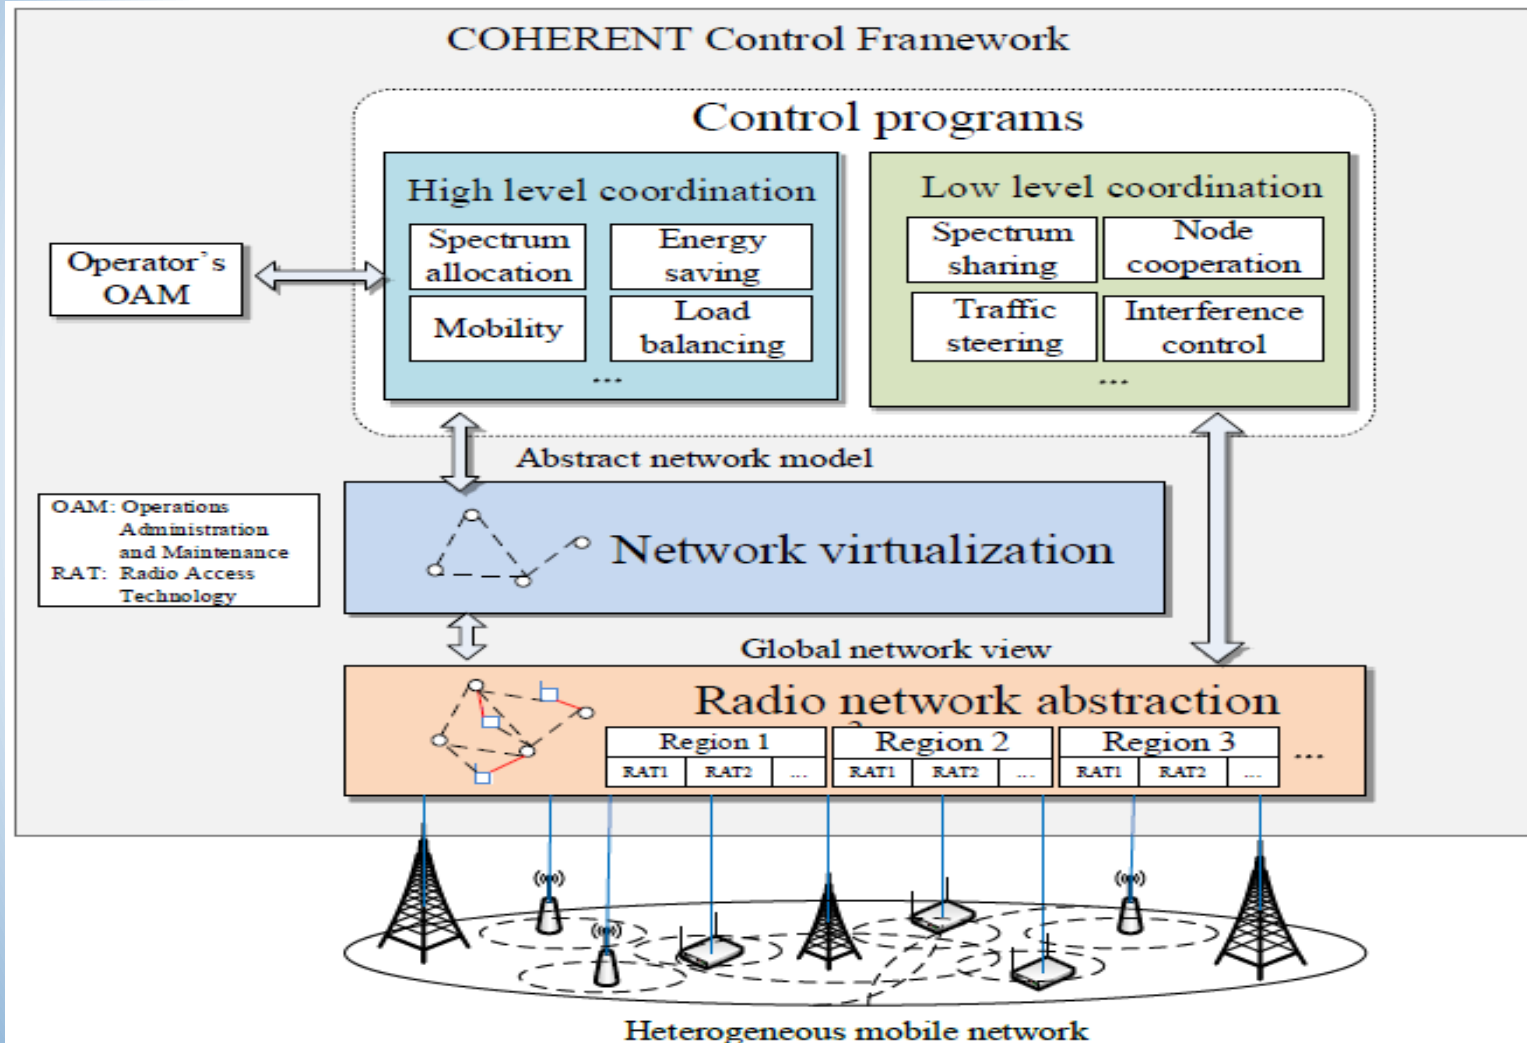 COHERENT Control Framework
Control programs
High level coordination
Spectrum
allocation
Energy
saving
Mobility
Load
balancing
...
Low level coordination
Spectrum
sharing
Node
cooperation
Traffic
steering
Interference
control
...
Operator's
OAM
Abstract network model
OAM: Operations
Administration
and Maintenance
RAT: Radio Access
Technology
Network virtualization
Global network view
Radio network abstraction
Region 1
RAT1 RAT2 ...
Region 2
RAT1 RAT2 ...
Region 3
RAT1 RAT2 ...
...
Heterogeneous mobile network